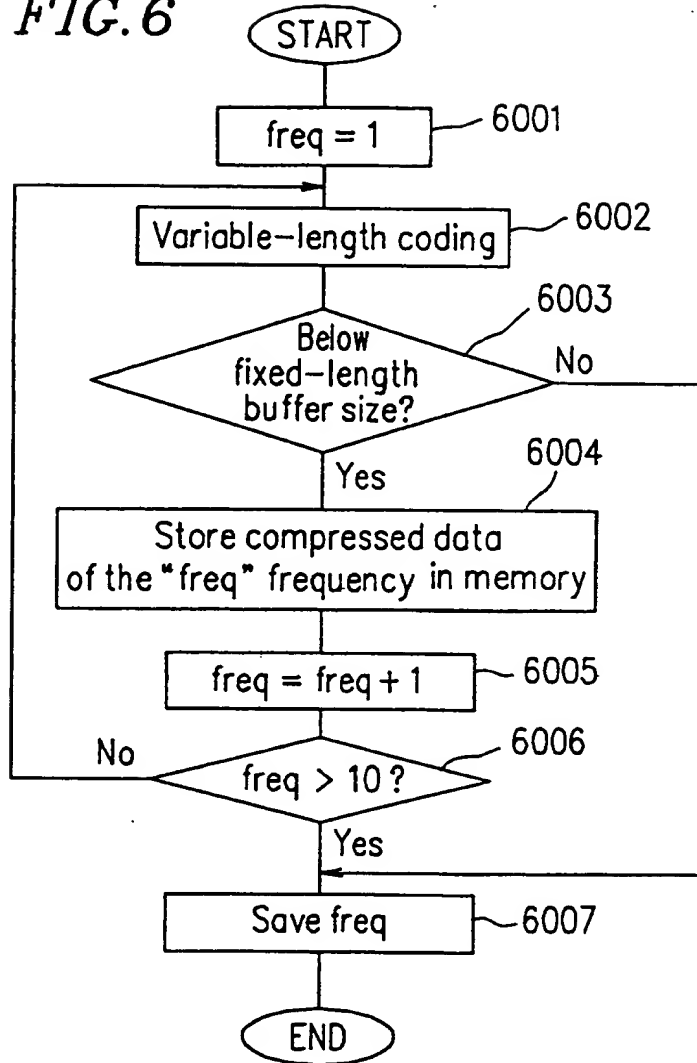 FIG. 6
START
freq = 1
6001
Variable-length coding
6002
6003
Below
fixed-length
buffer size?
No
Yes
6004
Store compressed data
of the "freq" frequency in memory
freq = freq + 1
6005
6006
No
freq > 10 ?
Yes
Save freq
6007
END